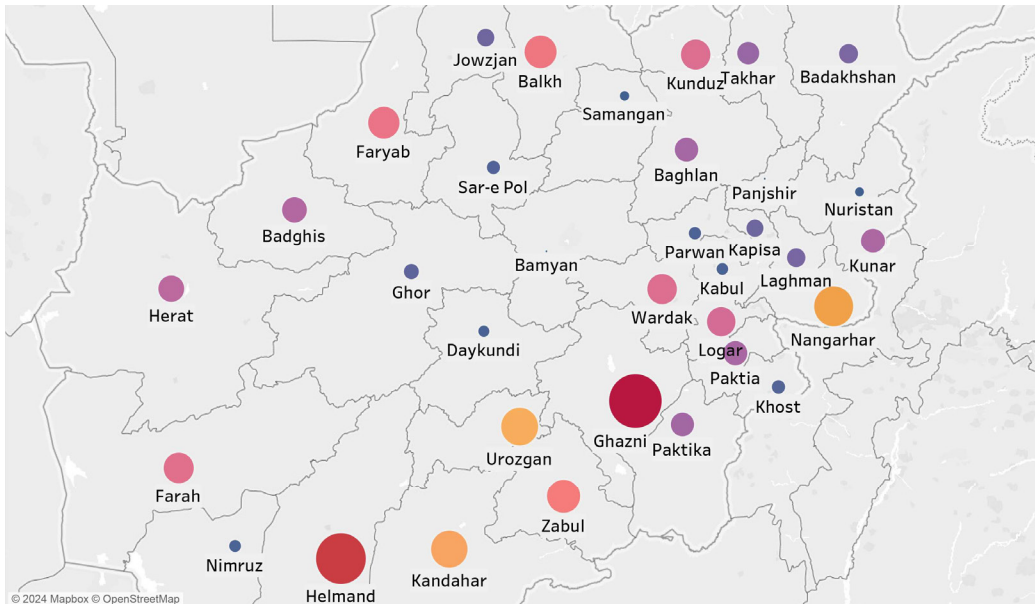 Jowzjan
Balkh
Kunduz
Takhar
Badakhshan
Samangan
Faryab
Baghlan
Sar-e Pol
Panjshir
Nuristan
Badghis
Parwan
Kapisa
Kunar
Bamyan
Ghor
Kabul
Laghman
Herat
Wardak
Nangarhar
Daykundi
Logar
Paktia
Khost
Ghazni
Paktika
Urozgan
Farah
Zabul
Nimruz
Kandahar
Helmand
© 2024 Mapbox © OpenStreetMap